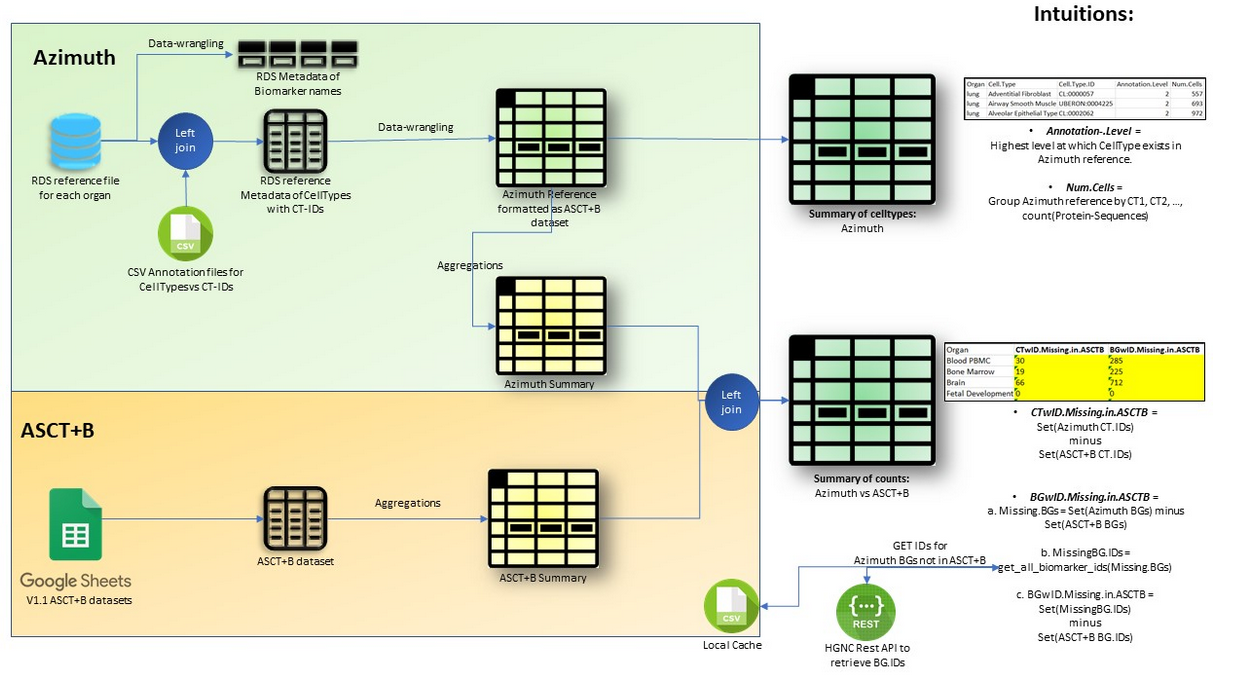 Intuitions:
Azimuth
Data-wrangling
RDS Metadata of
Biomarker names
RDS reference file
for each organ
Left
join
RDS reference
Metadata of CellTypes
with CT-IDs
CSV
CSV Annotation files for
CellTypes vs CT-IDs
Data-wrangling
Azimuth Reference
formatted as ASCT+B
dataset
Aggregations
Azimuth Summary
Summary of celltypes:
Azimuth
Organ Cell.Type Cell.Type.ID Annotation.Level Num.Cells
lung Adventitial Fibroblast CL:0000057 2 557
lung Airway Smooth Muscle UBERON:0004225 2 693
lung Alveolar Epithelial Type CL:0002062 2 972
• Annotation-.Level =
Highest level at which CellType exists in
Azimuth reference.
• Num.Cells =
Group Azimuth reference by CT1, CT2, ...,
count(Protein-Sequences)
ASCT+B
Google Sheets
V1.1 ASCT+B datasets
ASCT+B dataset
Aggregations
ASCT+B Summary
Left
join
Summary of counts:
Azimuth vs ASCT+B
Organ CTwID.Missing.in.ASCTB BGwID.Missing.in.ASCTB
Blood PBMC 30 285
Bone Marrow 19 225
Brain 66 712
Fetal Development 0 0
• CTwID.Missing.in.ASCTB =
Set(Azimuth CT.IDs)
minus
Set(ASCT+B CT.IDs)
• BGwID.Missing.in.ASCTB =
a. Missing.BGs = Set(Azimuth BGs) minus
Set(ASCT+B BGs)
b. MissingBG.IDs=
get_all_biomarker_ids(Missing.BGs)
c. BGwID.Missing.in.ASCTB =
Set(MissingBG.IDs)
minus
Set(ASCT+B BG.IDs)
GET IDs for
Azimuth BGs not in ASCT+B
CSV
Local Cache
{...}
REST
HGNC Rest API to
retrieve BG.IDs